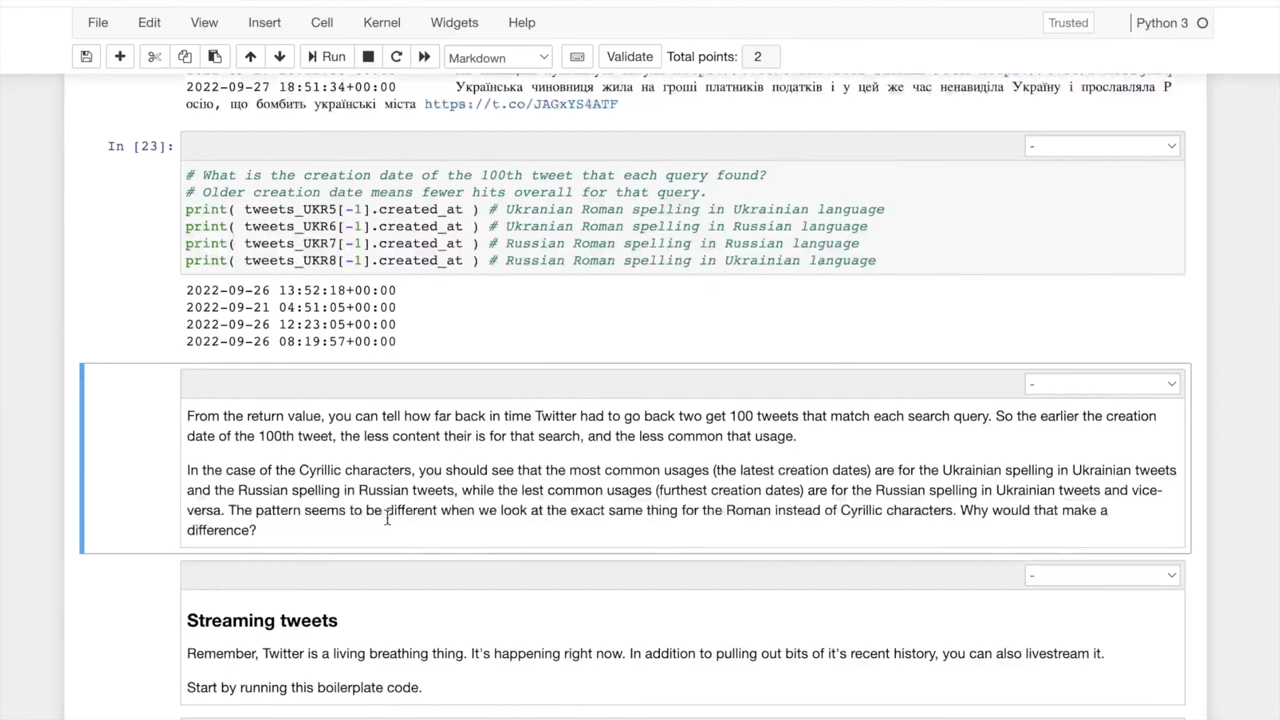 File Edit View Insert Cell Kernel Widgets Help Trusted Python 3
Run Markdown Validate Total points: 2
2022-09-27 18:51:34+00:00 Українська чиновниця жила на гроші платників податків і у цей же час ненавиділа Україну і прославляла Р
осію, що бомбить українські міста https://t.co/JAGxYS4ATF
In [23]:
-
# What is the creation date of the 100th tweet that each query found?
# Older creation date means fewer hits overall for that query.
print( tweets_UKR5[-1].created_at ) # Ukranian Roman spelling in Ukrainian language
print( tweets_UKR6[-1].created_at ) # Ukranian Roman spelling in Russian language
print( tweets_UKR7[-1].created_at ) # Russian Roman spelling in Russian language
print( tweets_UKR8[-1].created_at ) # Russian Roman spelling in Ukrainian language
2022-09-26 13:52:18+00:00
2022-09-21 04:51:05+00:00
2022-09-26 12:23:05+00:00
2022-09-26 08:19:57+00:00
-
From the return value, you can tell how far back in time Twitter had to go back two get 100 tweets that match each search query. So the earlier the creation
date of the 100th tweet, the less content their is for that search, and the less common that usage.
In the case of the Cyrillic characters, you should see that the most common usages (the latest creation dates) are for the Ukrainian spelling in Ukrainian tweets
and the Russian spelling in Russian tweets, while the lest common usages (furthest creation dates) are for the Russian spelling in Ukrainian tweets and vice-
versa. The pattern seems to be different when we look at the exact same thing for the Roman instead of Cyrillic characters. Why would that make a
difference?
-
Streaming tweets
Remember, Twitter is a living breathing thing. It's happening right now. In addition to pulling out bits of it's recent history, you can also livestream it.
Start by running this boilerplate code.